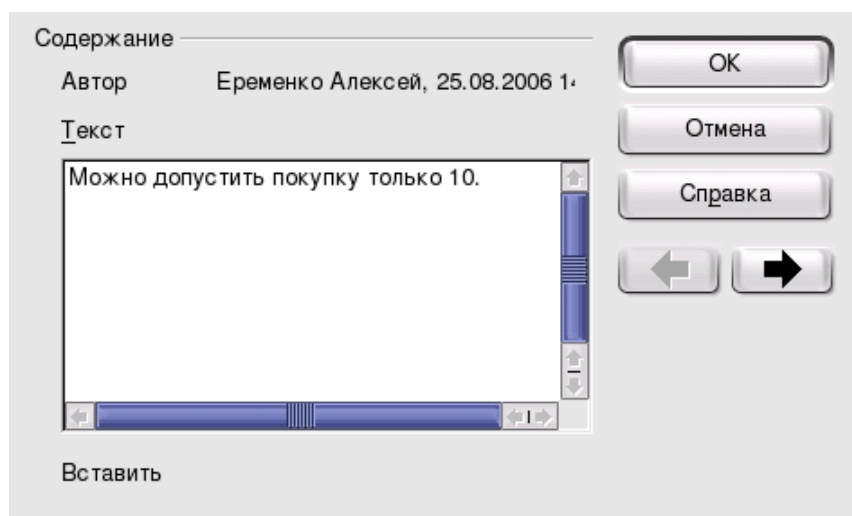 Содержание
Автор Еременко Алексей, 25.08.2006
Текст
Можно допустить покупку только 10.
Вставить
OK
Отмена
Справка